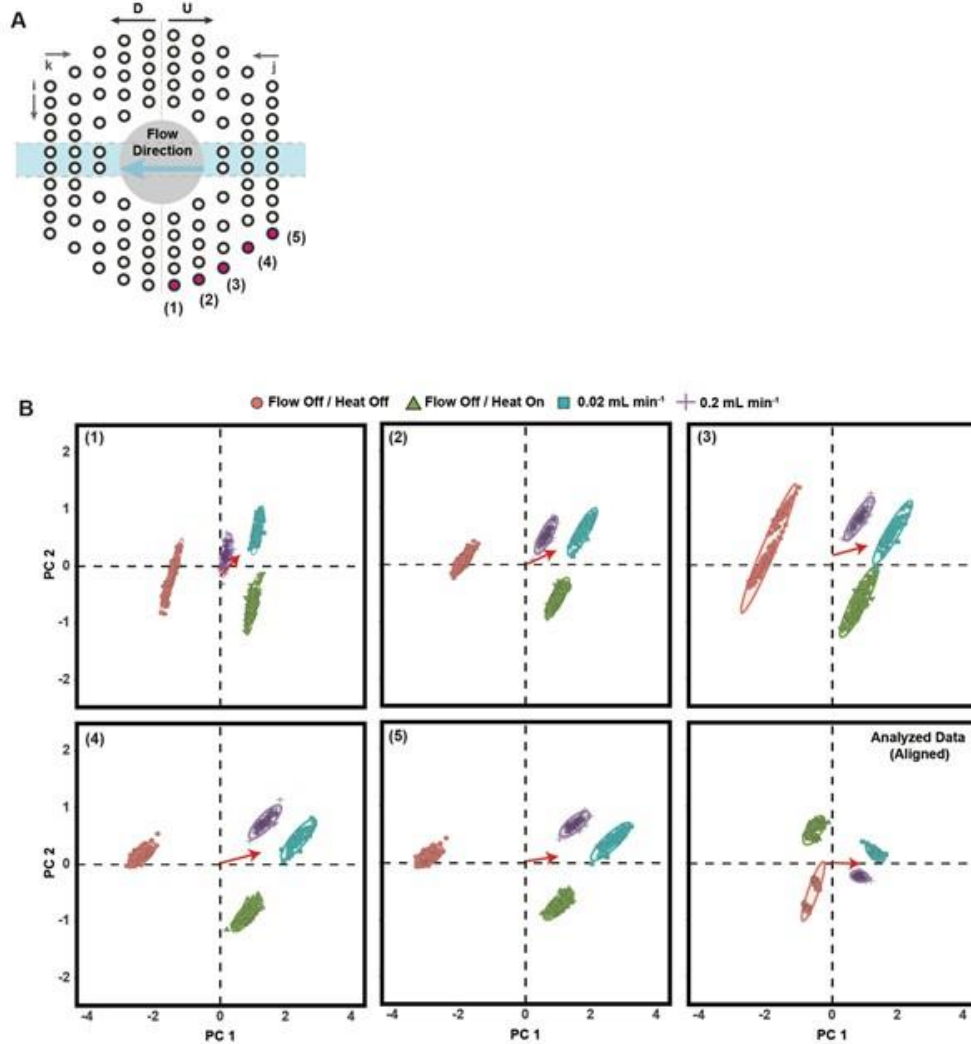 A
D U
k j
i
Flow
Direction
(5)
(4)
(3)
(2)
(1)
B
Flow Off / Heat Off Flow Off / Heat On 0.02 mL min⁻¹ 0.2 mL min⁻¹
(1) (2) (3)
2
1
0
-1
-2
PC 2
(4) (5) Analyzed Data
(Aligned)
2
1
0
-1
-2
PC 2
-4 -2 0 2 4 -4 -2 0 2 4 -4 -2 0 2 4
PC 1 PC 1 PC 1